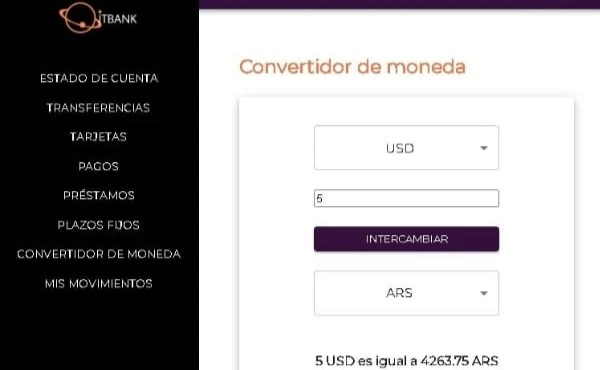 ITBANK
ESTADO DE CUENTA
TRANSFERENCIAS
TARJETAS
PAGOS
PRÉSTAMOS
PLAZOS FIJOS
CONVERTIDOR DE MONEDA
MIS MOVIMIENTOS
Convertidor de moneda
USD
5
INTERCAMBIAR
ARS
5 USD es igual a 4263.75 ARS